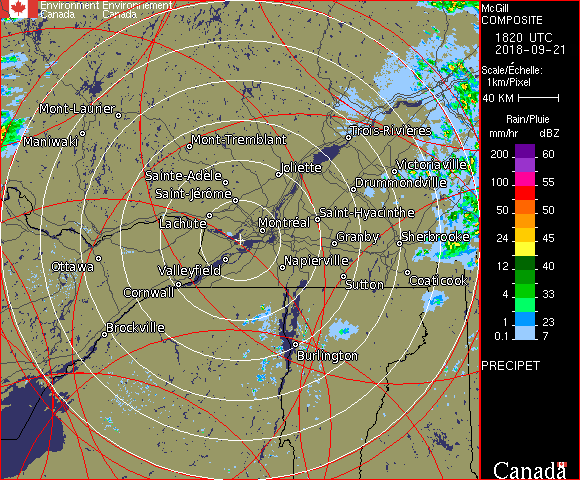 Environment Environnement
Canada Canada
McGill
COMPOSITE
1820 UTC
2018-09-21
Scale/Échelle:
1km/Pixel
40 KM
Rain/Pluie
mm/hr dBZ
200 60
55
100 55
50 50
24 45
12 40
4 33
1 23
0.1 7
PRECIPET
Canada
Mont-Laurier
Maniwaki
Mont-Tremblant
Trois-Rivières
Sainte-Adèle
Joliette
Victoriaville
Saint-Jérôme
Drummondville
Lachute
Montréal
Saint-Hyacinthe
Granby
Sherbrooke
Ottawa
Valleyfield
Napierville
Cornwall
Sutton
Coaticook
Brockville
Burlington